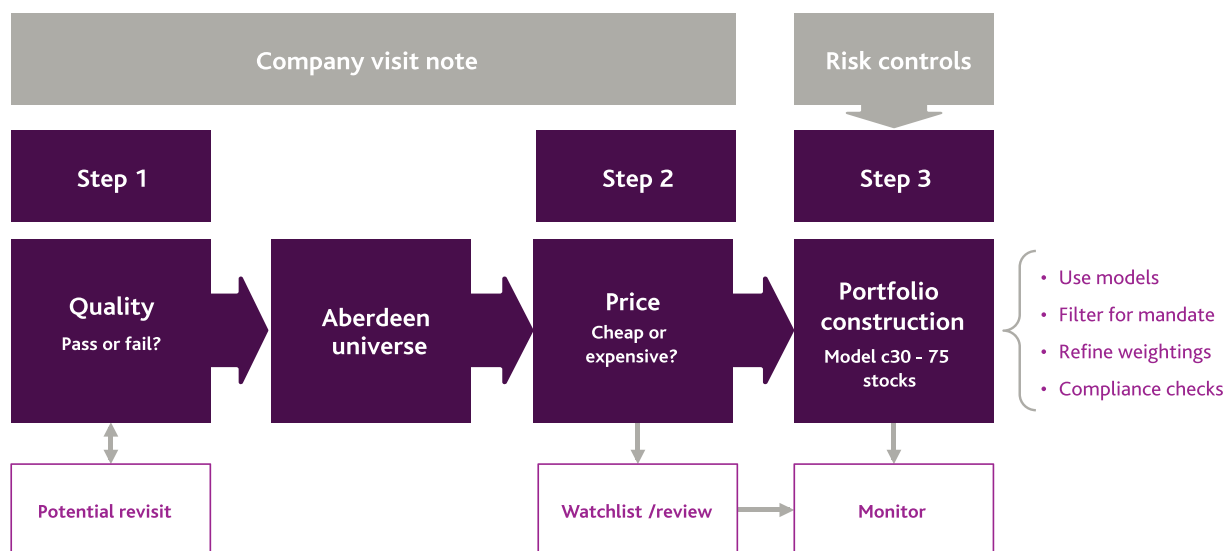 Company visit note
Risk controls
Step 1
Step 2
Step 3
Quality
Pass or fail?
Aberdeen
universe
Price
Cheap or
expensive?
Portfolio
construction
Model c30 - 75
stocks
• Use models
• Filter for mandate
• Refine weightings
• Compliance checks
Potential revisit
Watchlist /review
Monitor